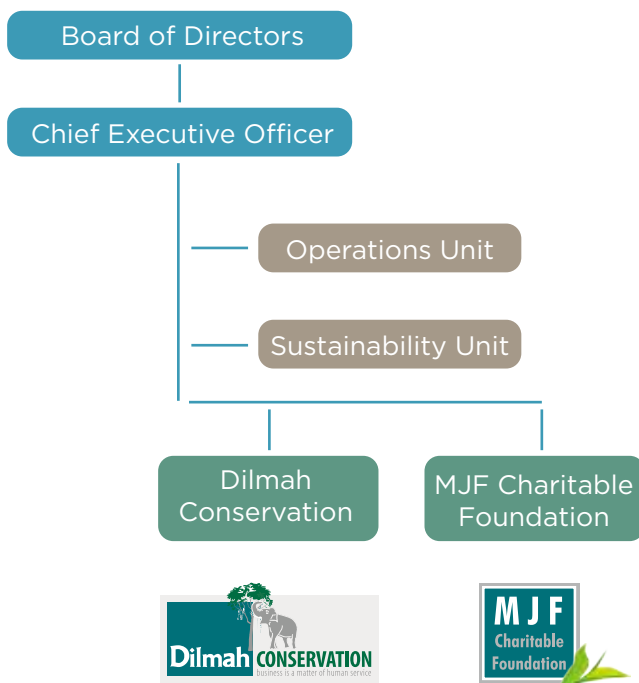 Board of Directors
Chief Executive Officer
Operations Unit
Sustainability Unit
Dilmah
Conservation
MJF Charitable
Foundation
Dilmah CONSERVATION
business is a matter of human service
MJF
Charitable
Foundation